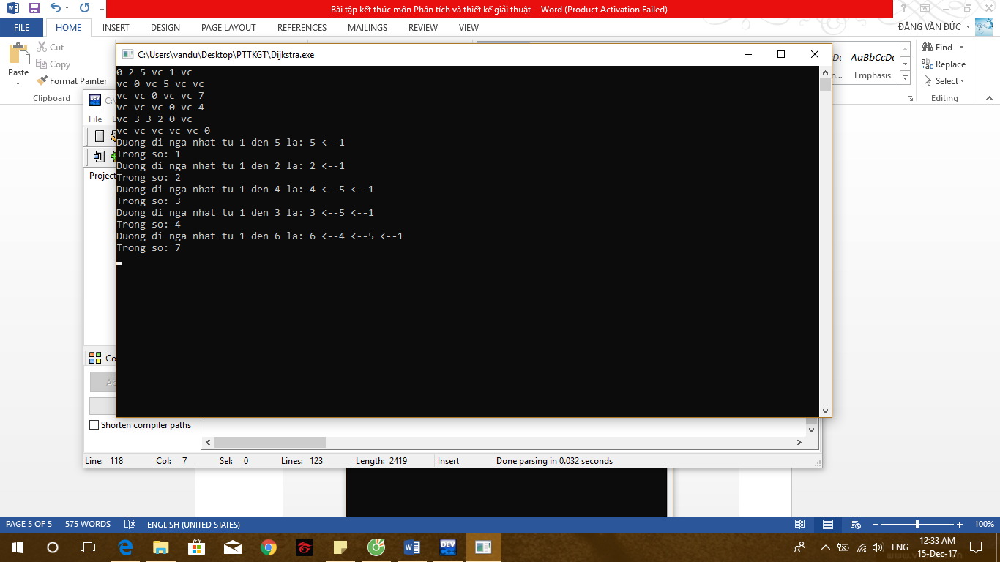 Bài tập kết thúc môn Phân tích và thiết kế giải thuật - Word (Product Activation Failed)
FILE HOME INSERT DESIGN PAGE LAYOUT REFERENCES MAILINGS REVIEW VIEW ĐẶNG VĂN ĐỨC
Paste
Cut
Copy
Format Painter
Clipboard
AaBbCcDc
Emphasis
Find
Replace
Select
Editing
C:\Users\vandu\Desktop\PTTKGT\Dijkstra.exe
0 2 5 vc 1 vc
vc 0 vc 5 vc vc
vc vc 0 vc vc 7
vc vc vc 0 vc 4
vc 3 3 2 0 vc
vc vc vc vc vc 0
Duong di nga nhat tu 1 den 5 la: 5 <--1
Trong so: 1
Duong di nga nhat tu 1 den 2 la: 2 <--1
Trong so: 2
Duong di nga nhat tu 1 den 4 la: 4 <--5 <--1
Trong so: 3
Duong di nga nhat tu 1 den 3 la: 3 <--5 <--1
Trong so: 4
Duong di nga nhat tu 1 den 6 la: 6 <--4 <--5 <--1
Trong so: 7
DEV
File
Project
Co
Ab
Shorten compiler paths
Line: 118 Col: 7 Sel: 0 Lines: 123 Length: 2419 Insert Done parsing in 0.032 seconds
PAGE 5 OF 5 575 WORDS ENGLISH (UNITED STATES) 100%
ENG
12:33 AM
15-Dec-17